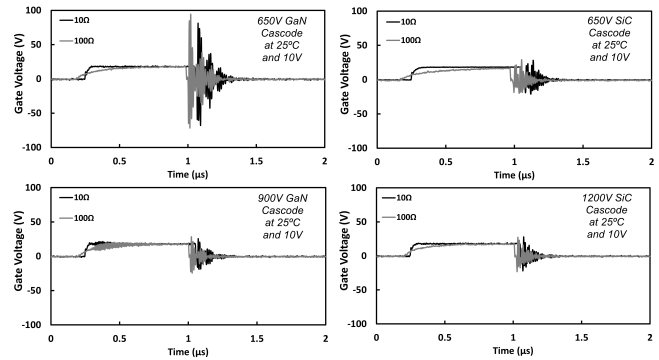 100
50
0
-50
-100
Gate Voltage (V)
10Ω
100Ω
650V GaN
Cascode
at 25ºC
and 10V
0
0.5
1
1.5
2
Time (µs)
100
50
0
-50
-100
Gate Voltage (V)
10Ω
100Ω
650V SiC
Cascode
at 25ºC
and 10V
0
0.5
1
1.5
2
Time (µs)
100
50
0
-50
-100
Gate Voltage (V)
10Ω
100Ω
900V GaN
Cascode
at 25ºC
and 10V
0
0.5
1
1.5
2
Time (µs)
100
50
0
-50
-100
Gate Voltage (V)
10Ω
100Ω
1200V SiC
Cascode
at 25ºC
and 10V
0
0.5
1
1.5
2
Time (µs)